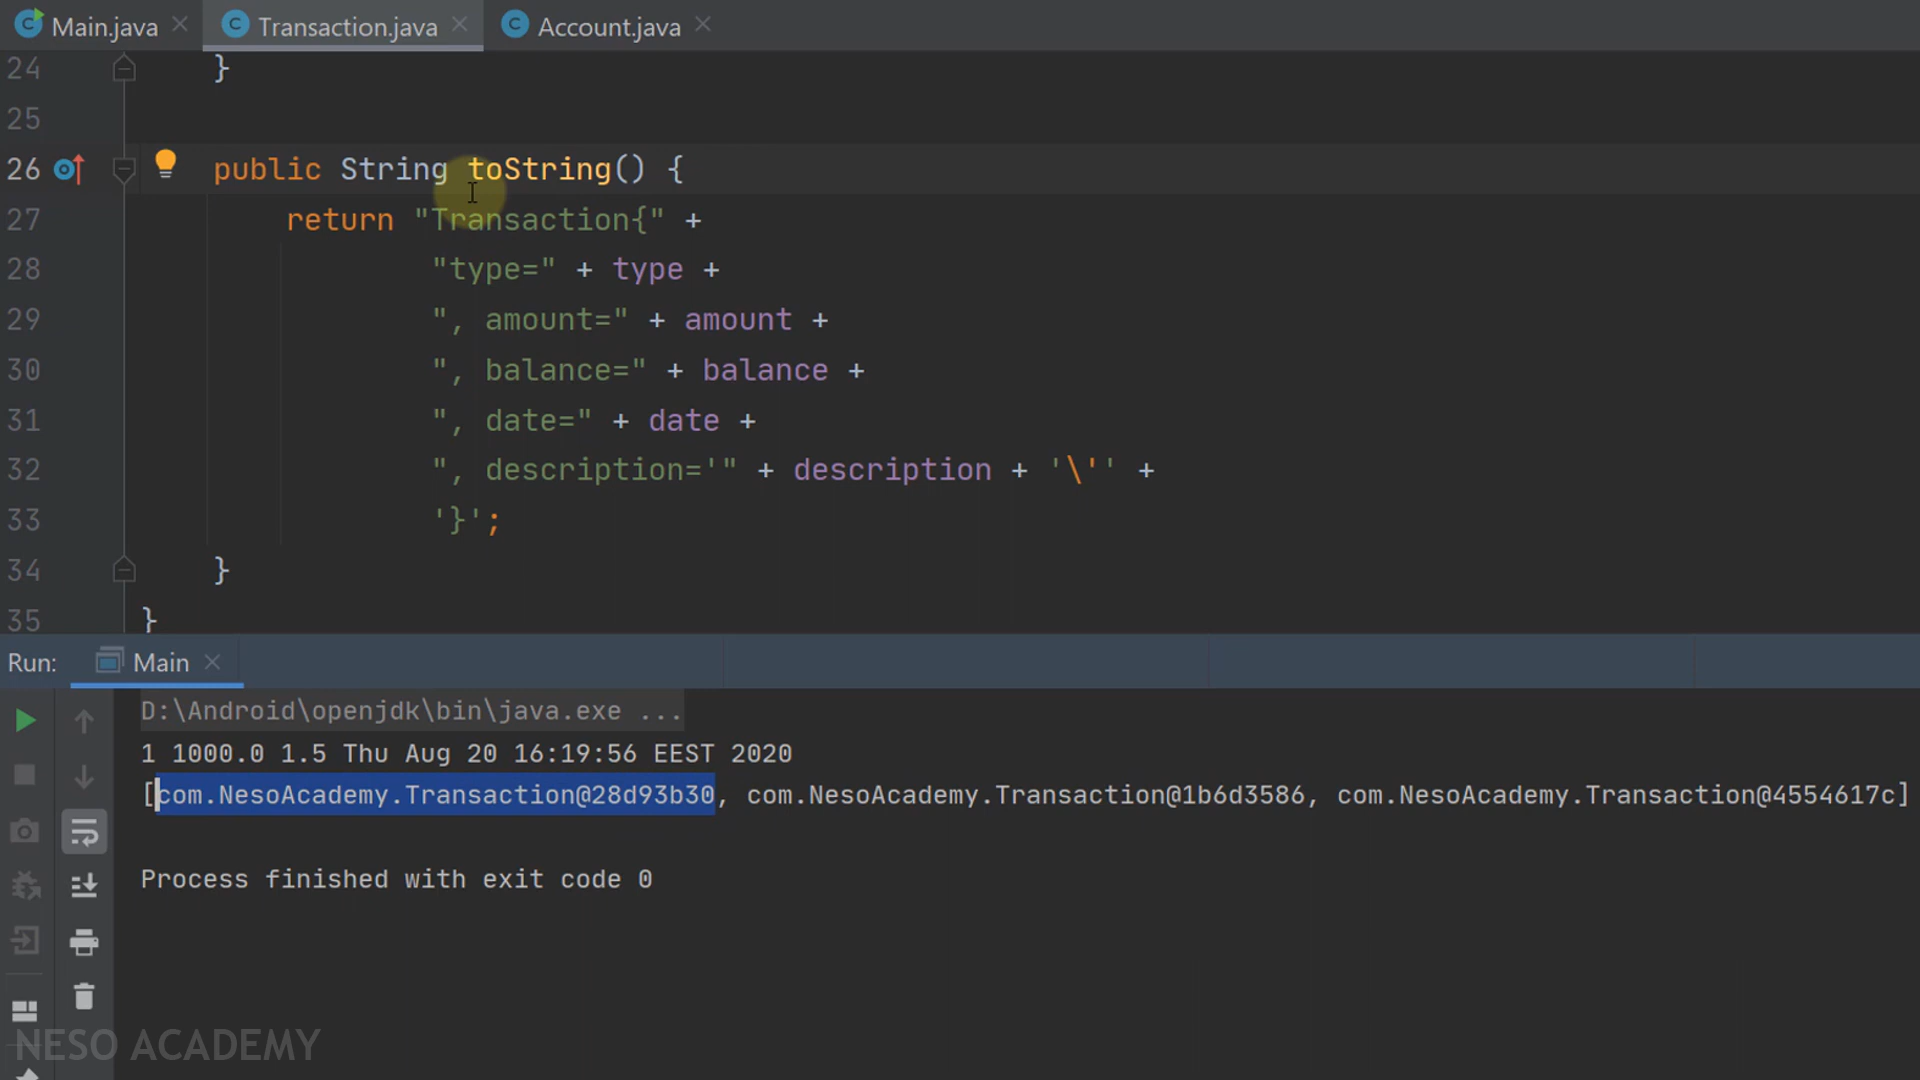 Main.java Transaction.java Account.java
24 }
25
26 public String toString() {
27 return "Transaction{" +
28 "type=" + type +
29 ", amount=" + amount +
30 ", balance=" + balance +
31 ", date=" + date +
32 ", description='" + description + '\'' +
33 '}';
34 }
35 }
Run: Main
D:\Android\openjdk\bin\java.exe ...
1 1000.0 1.5 Thu Aug 20 16:19:56 EEST 2020
[com.NesoAcademy.Transaction@28d93b30, com.NesoAcademy.Transaction@1b6d3586, com.NesoAcademy.Transaction@4554617c]
Process finished with exit code 0
NESO ACADEMY